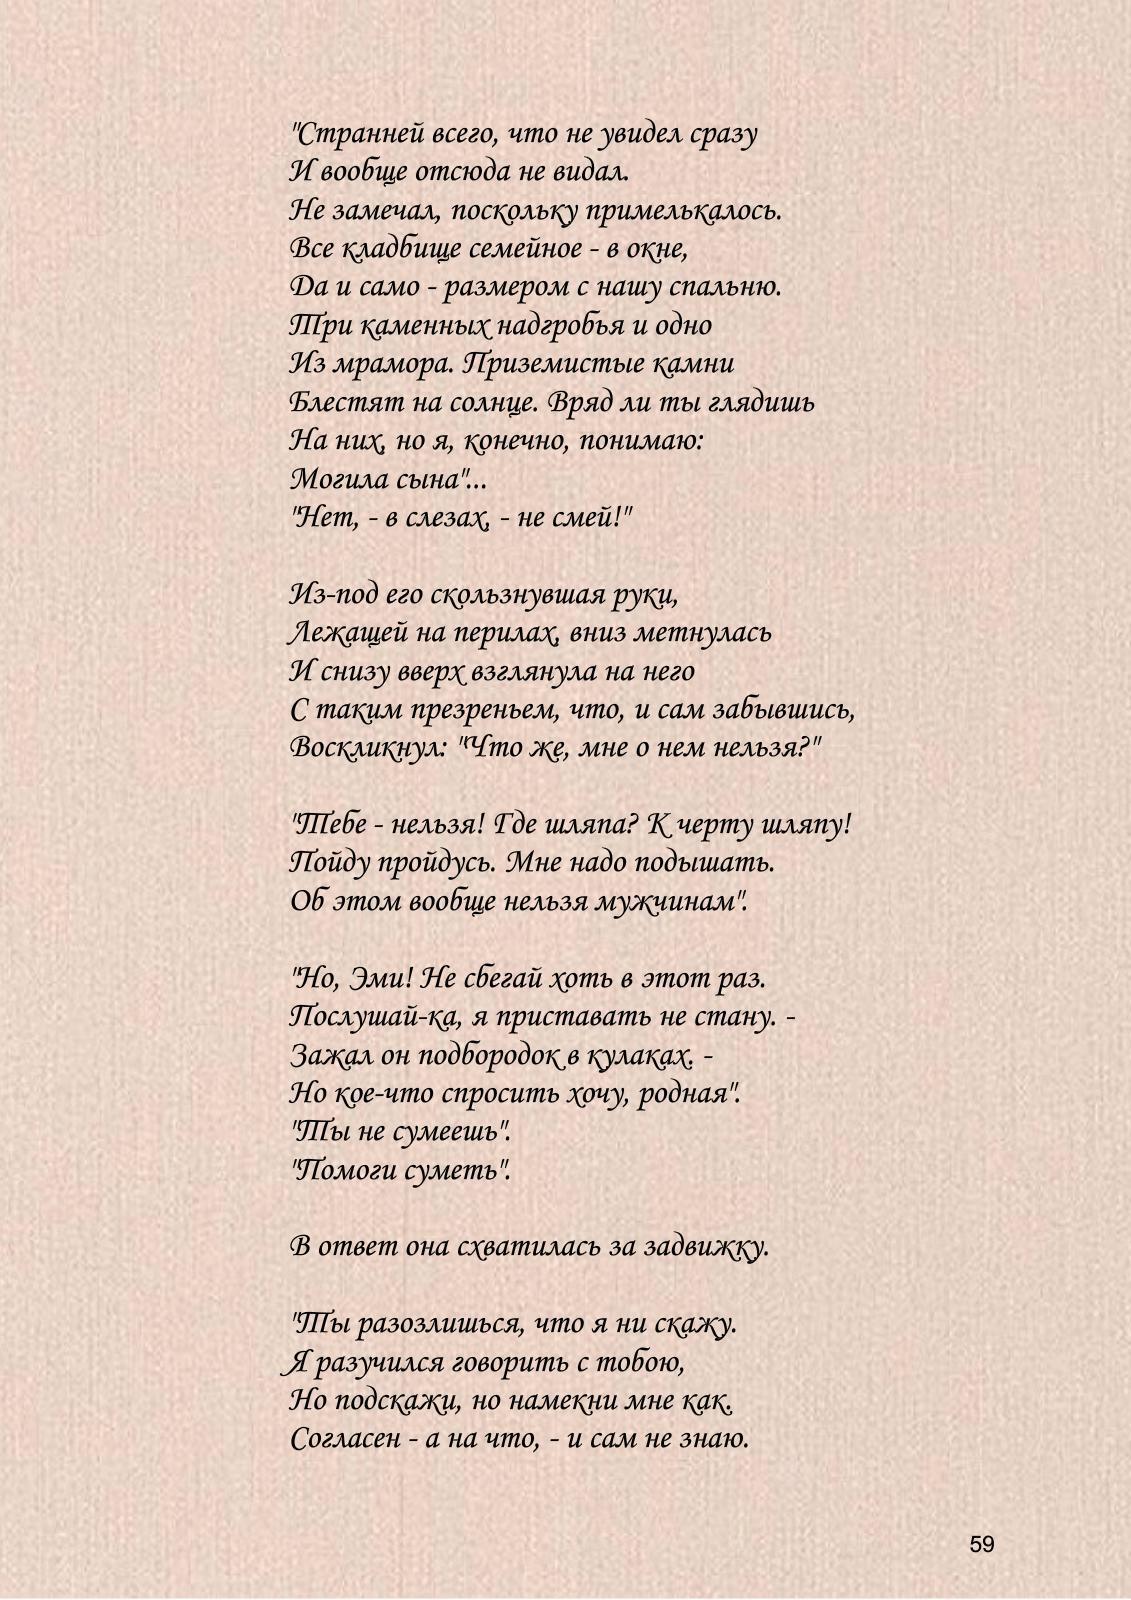 "Странней всего, что не увидел сразу
И вообще отсюда не видал.
Не замечал, поскольку примелькалось.
Все кладбище семейное - в окне,
Да и само - размером с нашу спальню.
Три каменных надгробья и одно
Из мрамора. Приземистые камни
Блестят на солнце. Вряд ли ты глядишь
На них, но я, конечно, понимаю:
Могила сына"...
"Нет, - в слезах, - не смей!"
Из-под его скользнувшая руки,
Лежащей на перилах, вниз метнулась
И снизу вверх взглянула на него
С таким презреньем, что, и сам забывшись,
Воскликнул: "Что же, мне о нем нельзя?"
"Тебе - нельзя! Где шляпа? К черту шляпу!
Пойду пройдусь. Мне надо подышать.
Об этом вообще нельзя мужчинам".
"Но, Эми! Не сбегай хоть в этот раз.
Послушай-ка, я приставать не стану. -
Зажал он подбородок в кулаках. -
Но кое-что спросить хочу, родная".
"Ты не сумеешь".
"Помоги суметь".
В ответ она схватилась за задвижку.
"Ты разозлишься, что я ни скажу.
Я разучился говорить с тобою,
Но подскажи, но намекни мне как.
Согласен - а на что, - и сам не знаю.
59